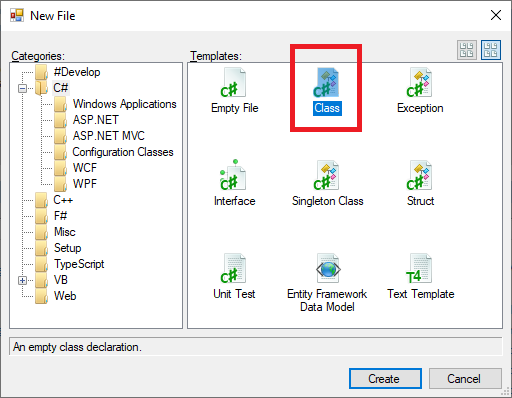 New File
Categories:
Templates:
#Develop
C#
Windows Applications
ASP.NET
ASP.NET MVC
Configuration Classes
WCF
WPF
C++
F#
Misc
Setup
TypeScript
VB
Web
C#
Empty File
C#
Class
C#
Exception
C#
Interface
C#
Singleton Class
C#
Struct
C#
Unit Test
Entity Framework
Data Model
T4
Text Template
An empty class declaration.
Create
Cancel